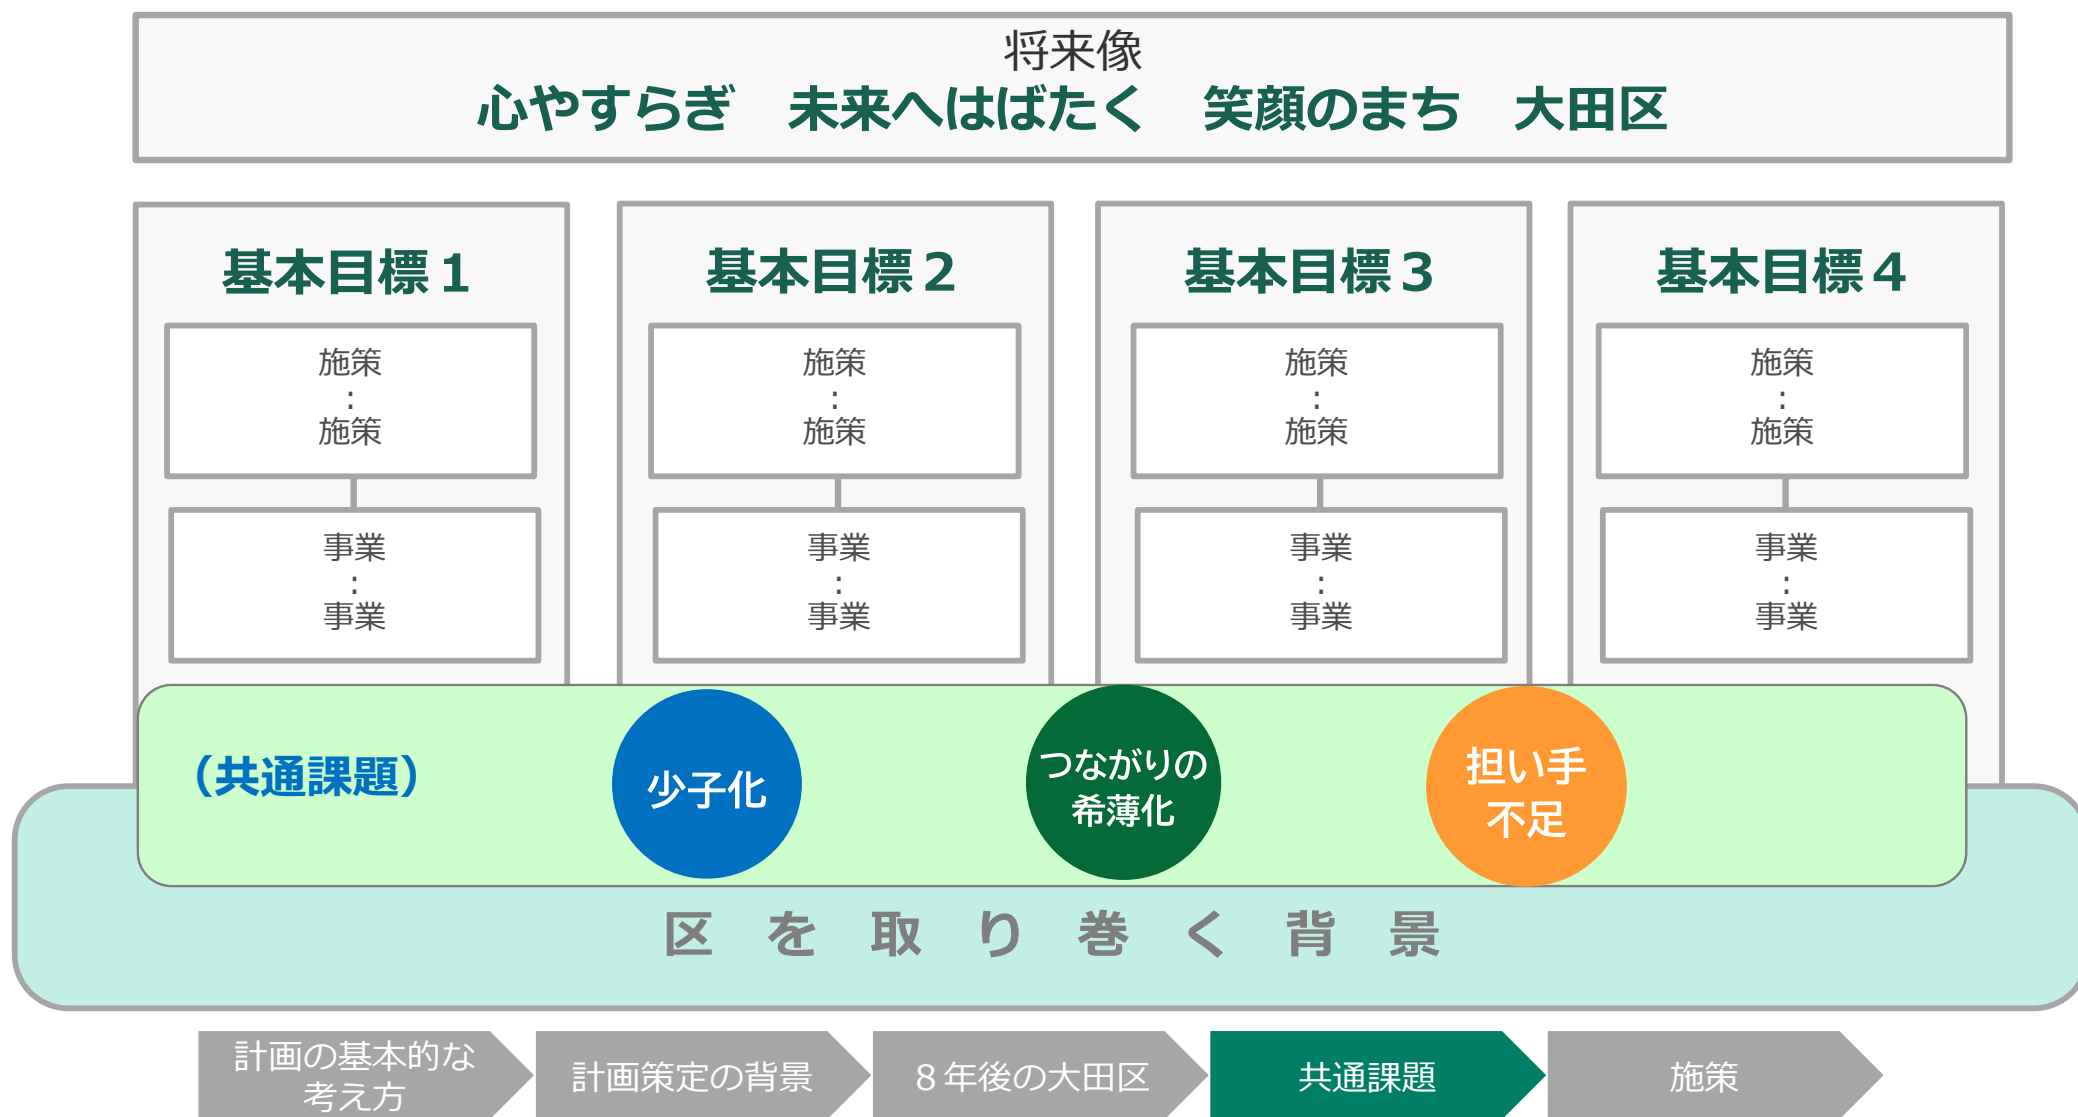 将来像
心やすらぎ　未来へはばたく　笑顔のまち　大田区
基本目標１
施策
：
施策
事業
：
事業
基本目標２
施策
：
施策
事業
：
事業
基本目標３
施策
：
施策
事業
：
事業
基本目標４
施策
：
施策
事業
：
事業
（共通課題）
少子化
つながりの
希薄化
担い手
不足
区を取り巻く背景
計画の基本的な
考え方
計画策定の背景
８年後の大田区
共通課題
施策